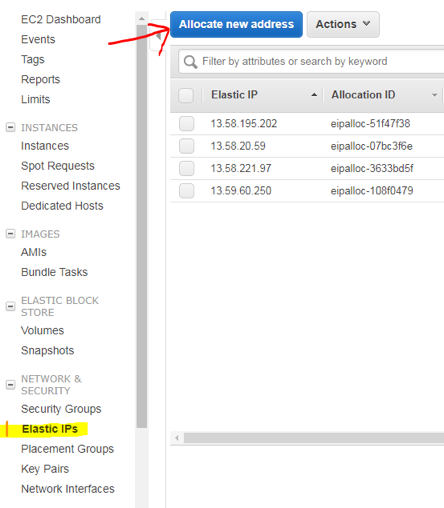 EC2 Dashboard
Events
Tags
Reports
Limits
INSTANCES
Instances
Spot Requests
Reserved Instances
Dedicated Hosts
IMAGES
AMIs
Bundle Tasks
ELASTIC BLOCK
STORE
Volumes
Snapshots
NETWORK &
SECURITY
Security Groups
Elastic IPs
Placement Groups
Key Pairs
Network Interfaces
Allocate new address
Actions
Filter by attributes or search by keyword
Elastic IP Allocation ID
13.58.195.202 eipalloc-51f47f38
13.58.20.59 eipalloc-07bc3f6e
13.58.221.97 eipalloc-3633bd5f
13.59.60.250 eipalloc-108f0479